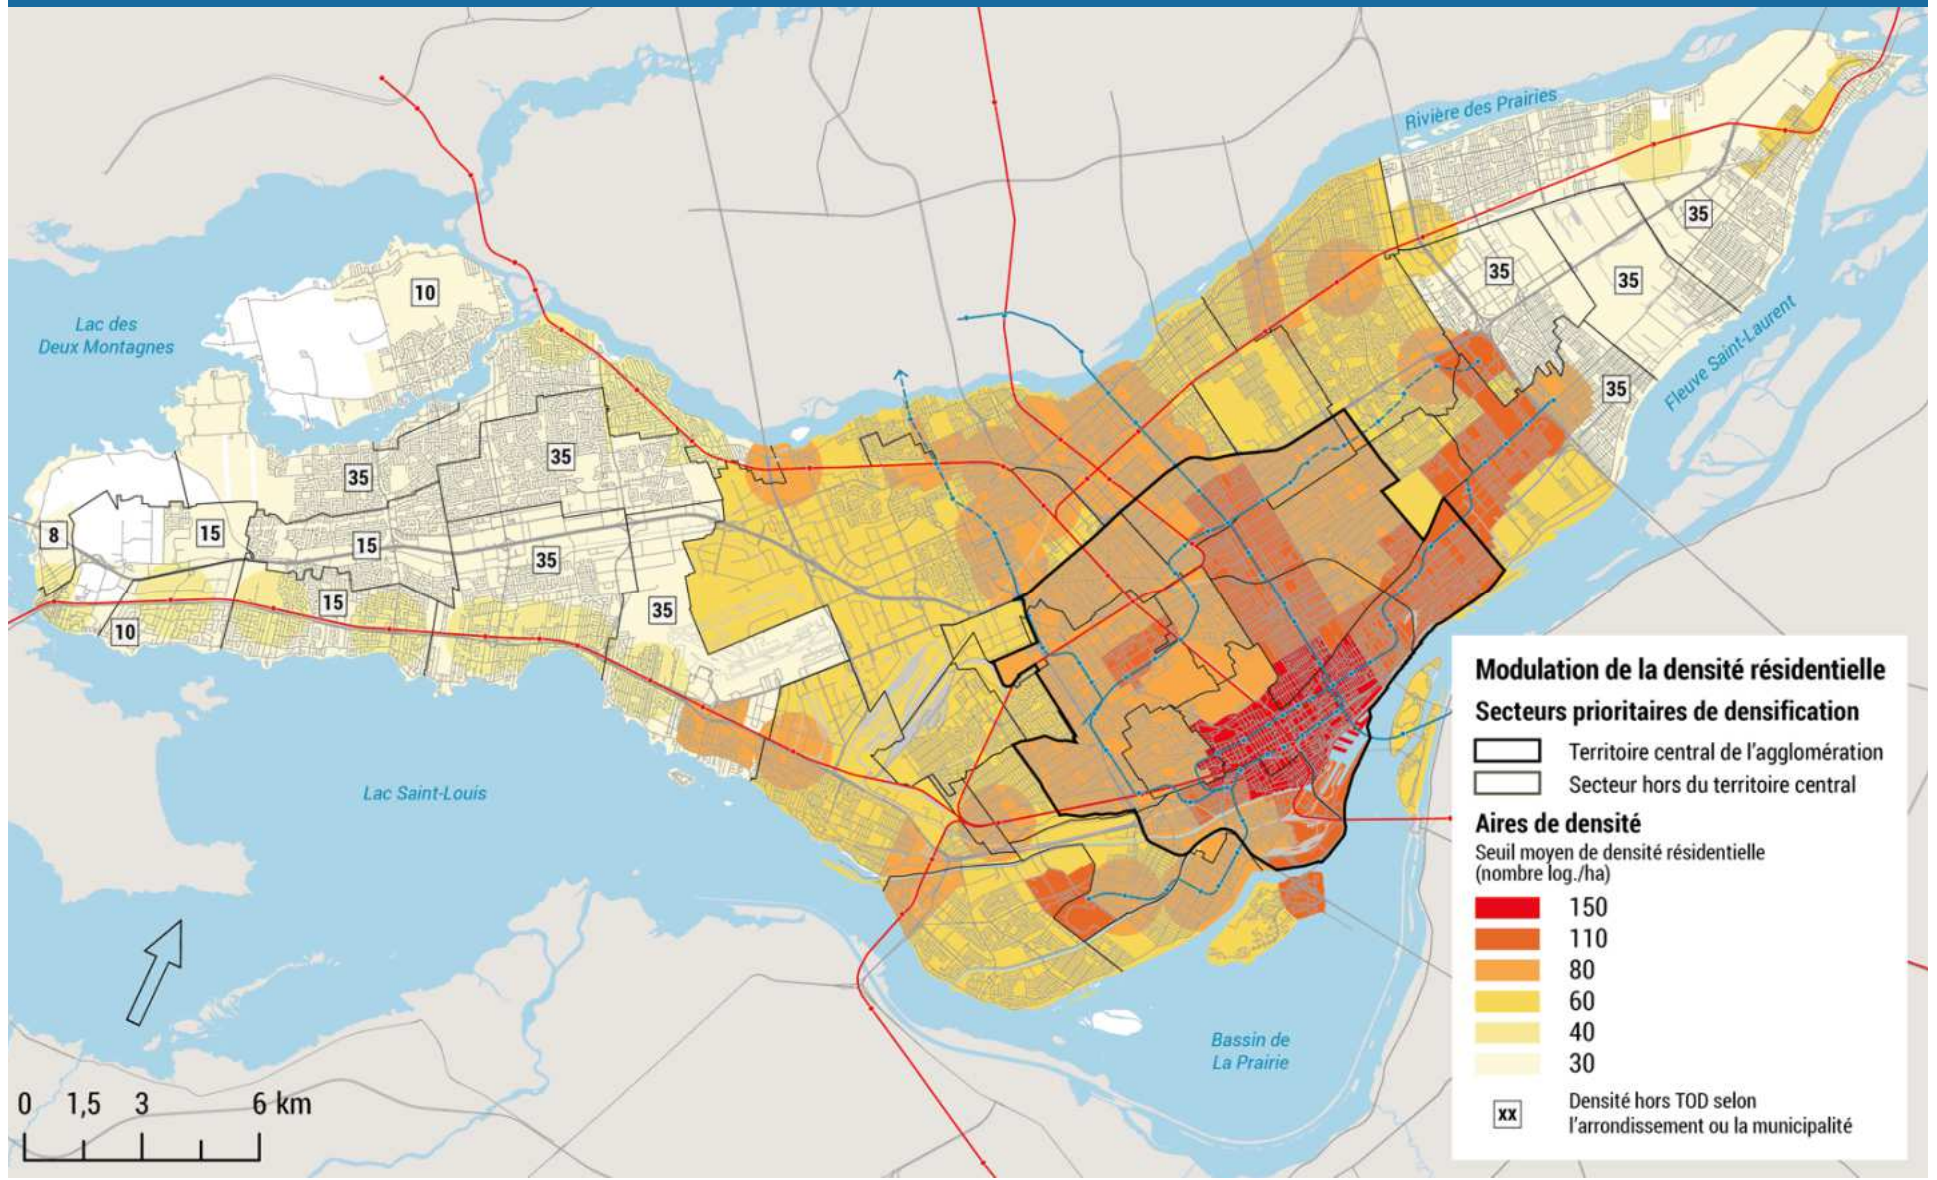 Rivière des Prairies
35
35
35
10
Lac des
Deux Montagnes
Fleuve Saint-Laurent
35
35
35
8
15
15
35
15
35
10
Lac Saint-Louis
Bassin de
La Prairie
0 1,5 3 6 km
Modulation de la densité résidentielle
Secteurs prioritaires de densification
Territoire central de l'agglomération
Secteur hors du territoire central
Aires de densité
Seuil moyen de densité résidentielle
(nombre log./ha)
150
110
80
60
40
30
xx
Densité hors TOD selon
l'arrondissement ou la municipalité